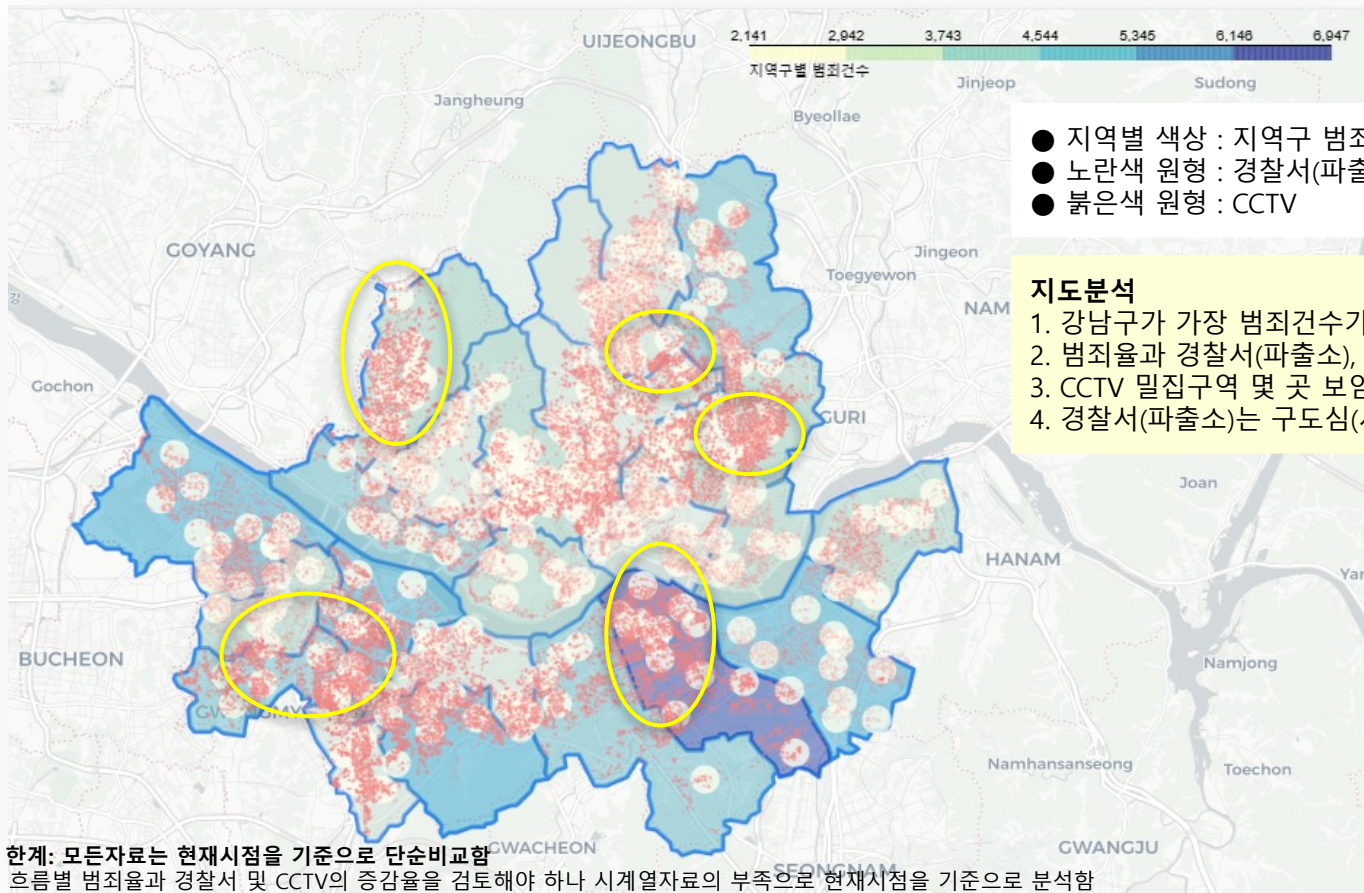 UIJEONGBU
2,141 2,942 3,743 4,544 5,345 6,146 6,947
지역구별 범죄건수
Jinjeop
Sudong
Jangheung
Byeollae
● 지역별 색상 : 지역구 범죄
● 노란색 원형 : 경찰서(파출
● 붉은색 원형 : CCTV
GOYANG
Jingeon
Toegyewon
강
NAM
지도분석
1. 강남구가 가장 범죄건수가
2. 범죄율과 경찰서(파출소),
3. CCTV 밀집구역 몇 곳 보임
4. 경찰서(파출소)는 구도심(
Gochon
GURI
Joan
HANAM
Yar
BUCHEON
Namjong
Namhansanseong
Toechon
GWACHEON
GWANGJU
SEONGNAM
한계: 모든자료는 현재시점을 기준으로 단순비교함
흐름별 범죄율과 경찰서 및 CCTV의 증감율을 검토해야 하나 시계열자료의 부족으로 현재시점을 기준으로 분석함